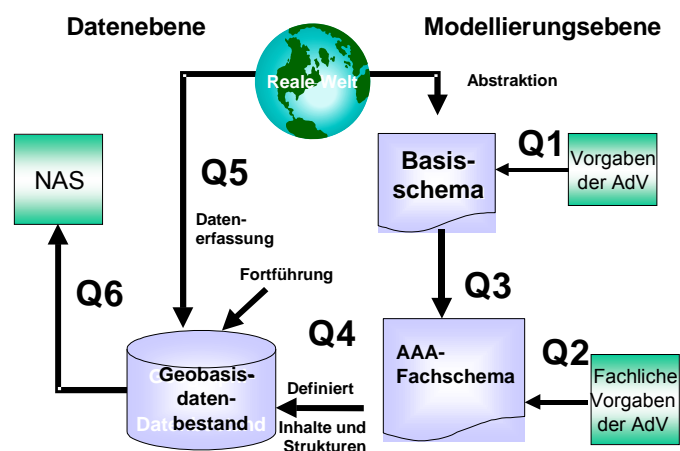 Datenebene
Modellierungsebene
Reale Welt
Abstraktion
Q1
Basis-
schema
Vorgaben
der AdV
NAS
Q5
Daten-
erfassung
Fortführung
Q6
Q3
Q4
AAA-
Fachschema
Q2
Fachliche
Vorgaben
der AdV
Geobasis-
daten-
bestand
Definiert
Inhalte und
Strukturen